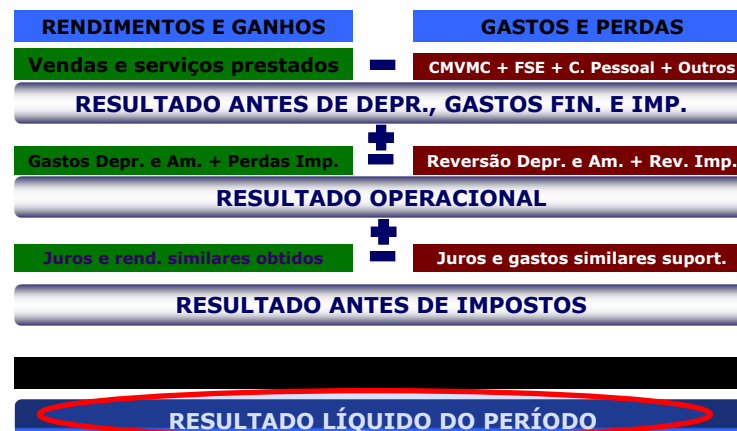 RENDIMENTOS E GANHOS
GASTOS E PERDAS
Vendas e serviços prestados
CMVMC + FSE + C. Pessoal + Outros
RESULTADO ANTES DE DEPR., GASTOS FIN. E IMP.
Gastos Depr. e Am. + Perdas Imp.
Reversão Depr. e Am. + Rev. Imp.
RESULTADO OPERACIONAL
Juros e rend. similares obtidos
Juros e gastos similares suport.
RESULTADO ANTES DE IMPOSTOS
RESULTADO LÍQUIDO DO PERÍODO